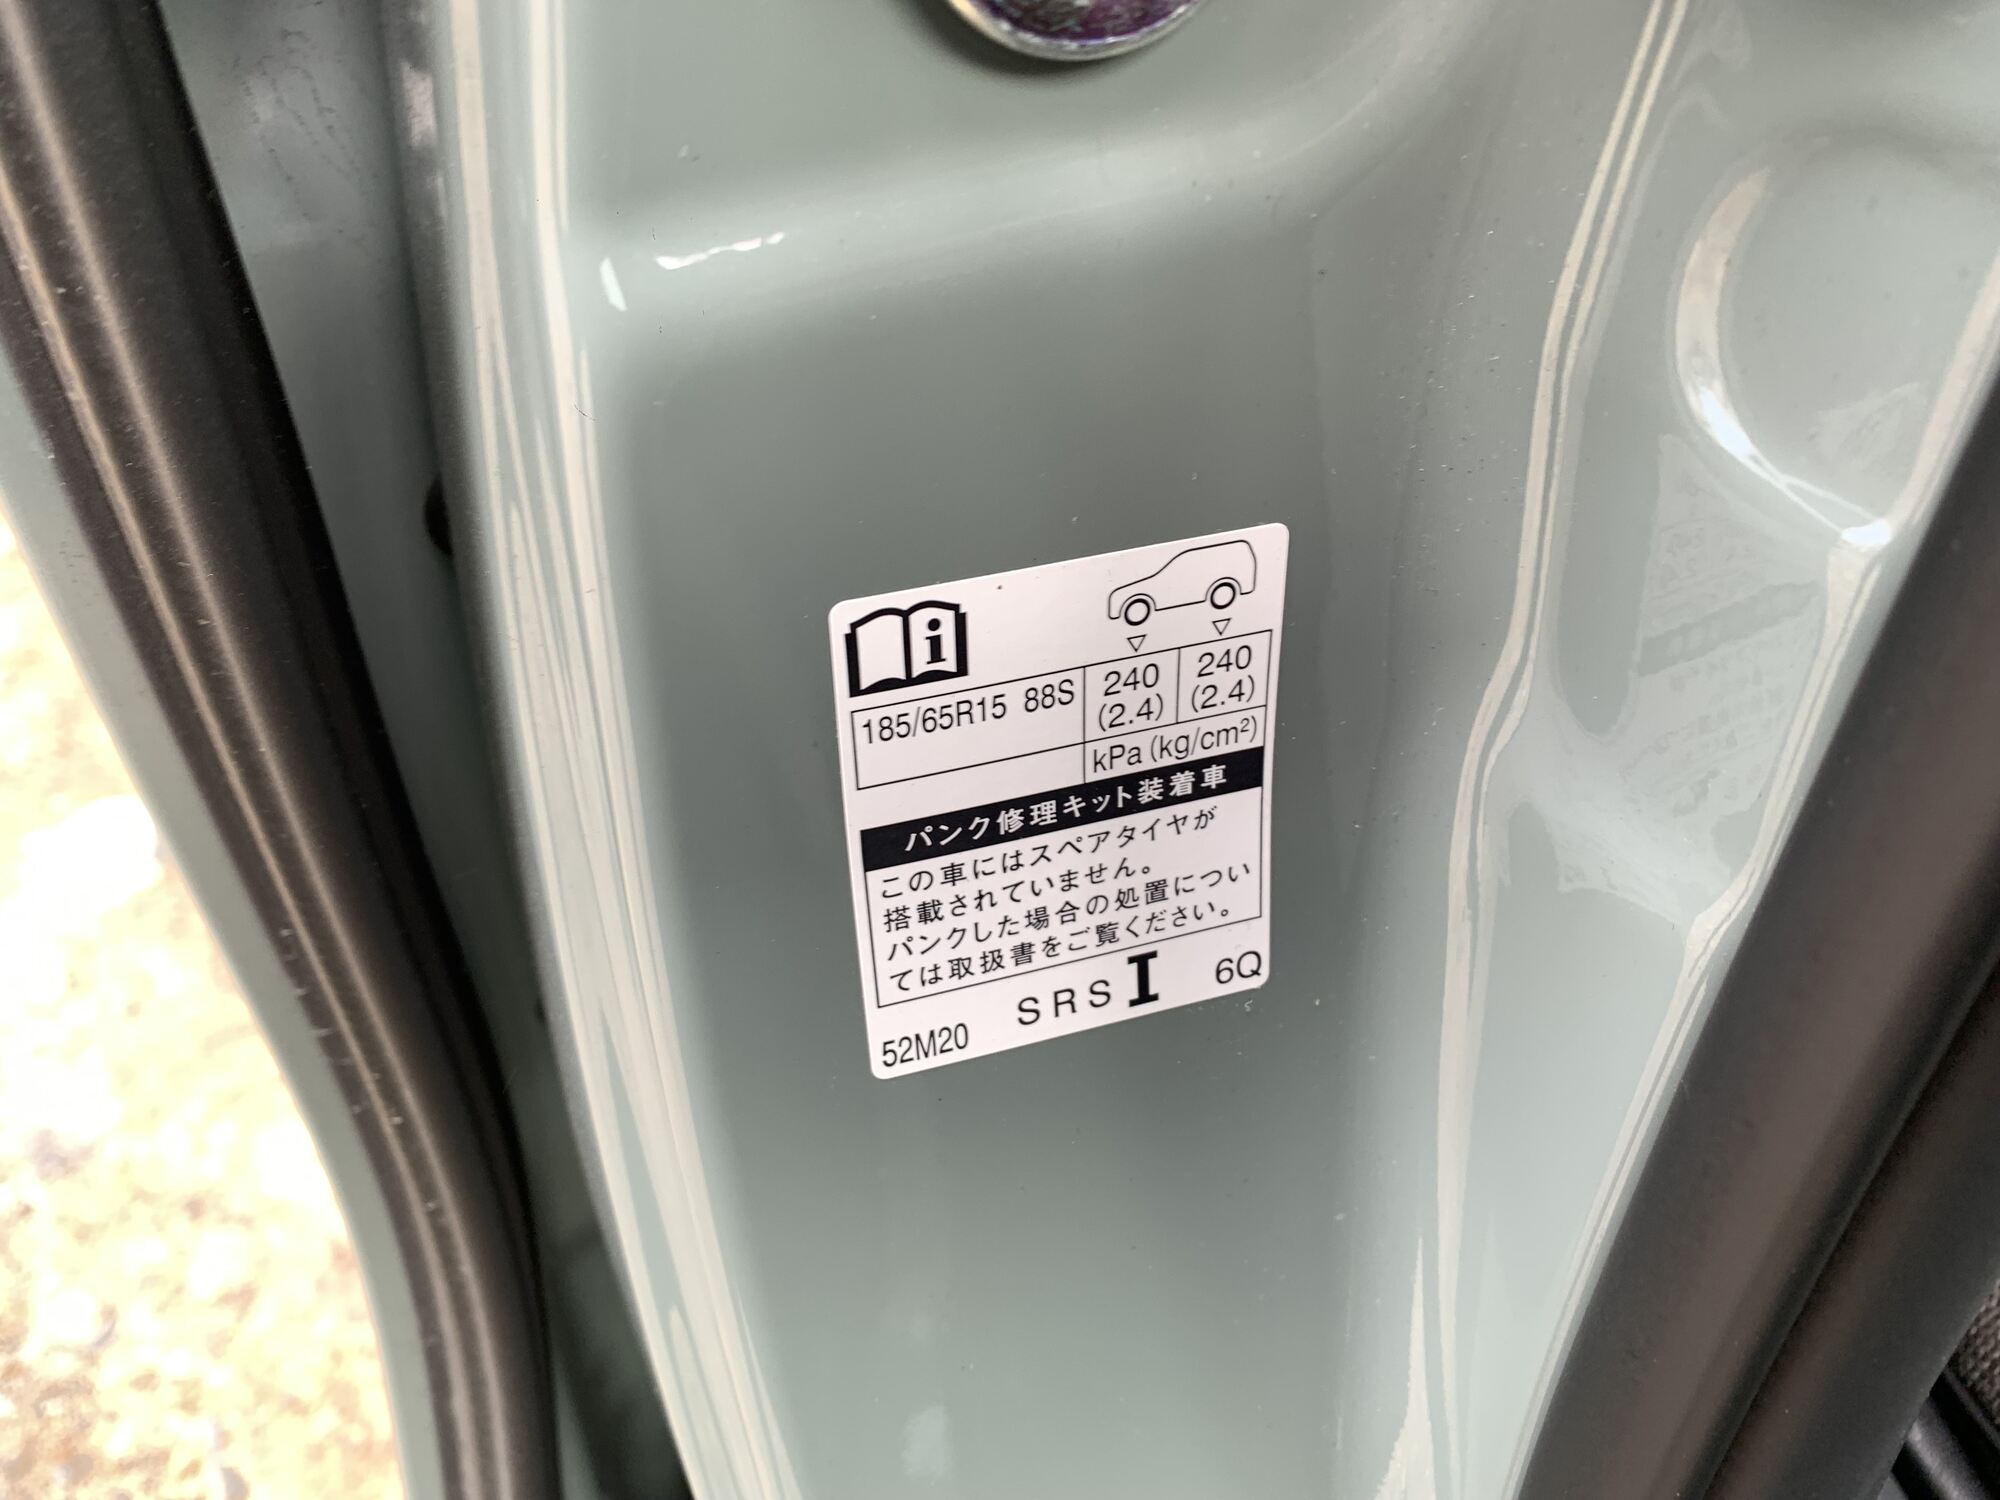 i
185/65R15 88S 240 (2.4) 240 (2.4)
kPa (kg/cm²)
パンク修理キット装着車
この車にはスペアタイヤが
搭載されていません。
パンクした場合の処置につい
ては取扱書をご覧ください。
SRS I 6Q
52M20